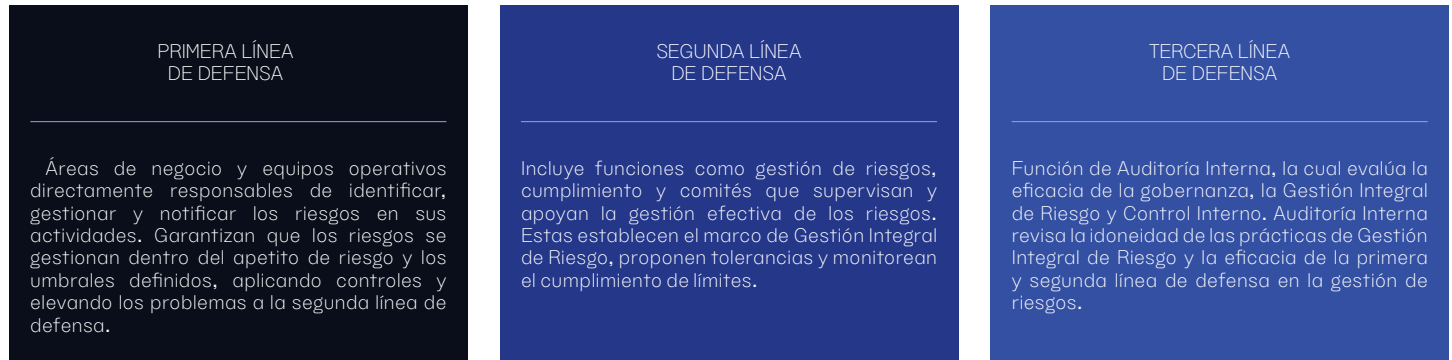 PRIMERA LÍNEA
DE DEFENSA
Áreas de negocio y equipos operativos
directamente responsables de identificar,
gestionar y notificar los riesgos en sus
actividades. Garantizan que los riesgos se
gestionan dentro del apetito de riesgo y los
umbrales definidos, aplicando controles y
elevando los problemas a la segunda línea de
defensa.
SEGUNDA LÍNEA
DE DEFENSA
Incluye funciones como gestión de riesgos,
cumplimiento y comités que supervisan y
apoyan la gestión efectiva de los riesgos.
Estas establecen el marco de Gestión Integral
de Riesgo, proponen tolerancias y monitorean
el cumplimiento de límites.
TERCERA LÍNEA
DE DEFENSA
Función de Auditoría Interna, la cual evalúa la
eficacia de la gobernanza, la Gestión Integral
de Riesgo y Control Interno. Auditoría Interna
revisa la idoneidad de las prácticas de Gestión
Integral de Riesgo y la eficacia de la primera
y segunda línea de defensa en la gestión de
riesgos.